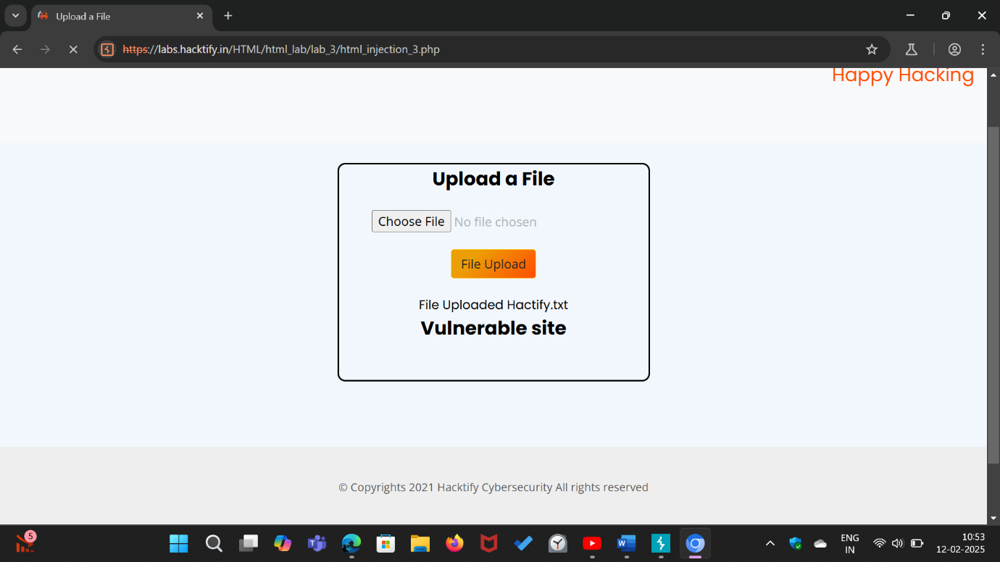 Upload a File
https://labs.hacktify.in/HTML/html_lab/lab_3/html_injection_3.php
Happy Hacking
Upload a File
Choose File No file chosen
File Upload
File Uploaded Hactify.txt
Vulnerable site
© Copyrights 2021 Hacktify Cybersecurity All rights reserved
5
ENG
IN
10:53
12-02-2025